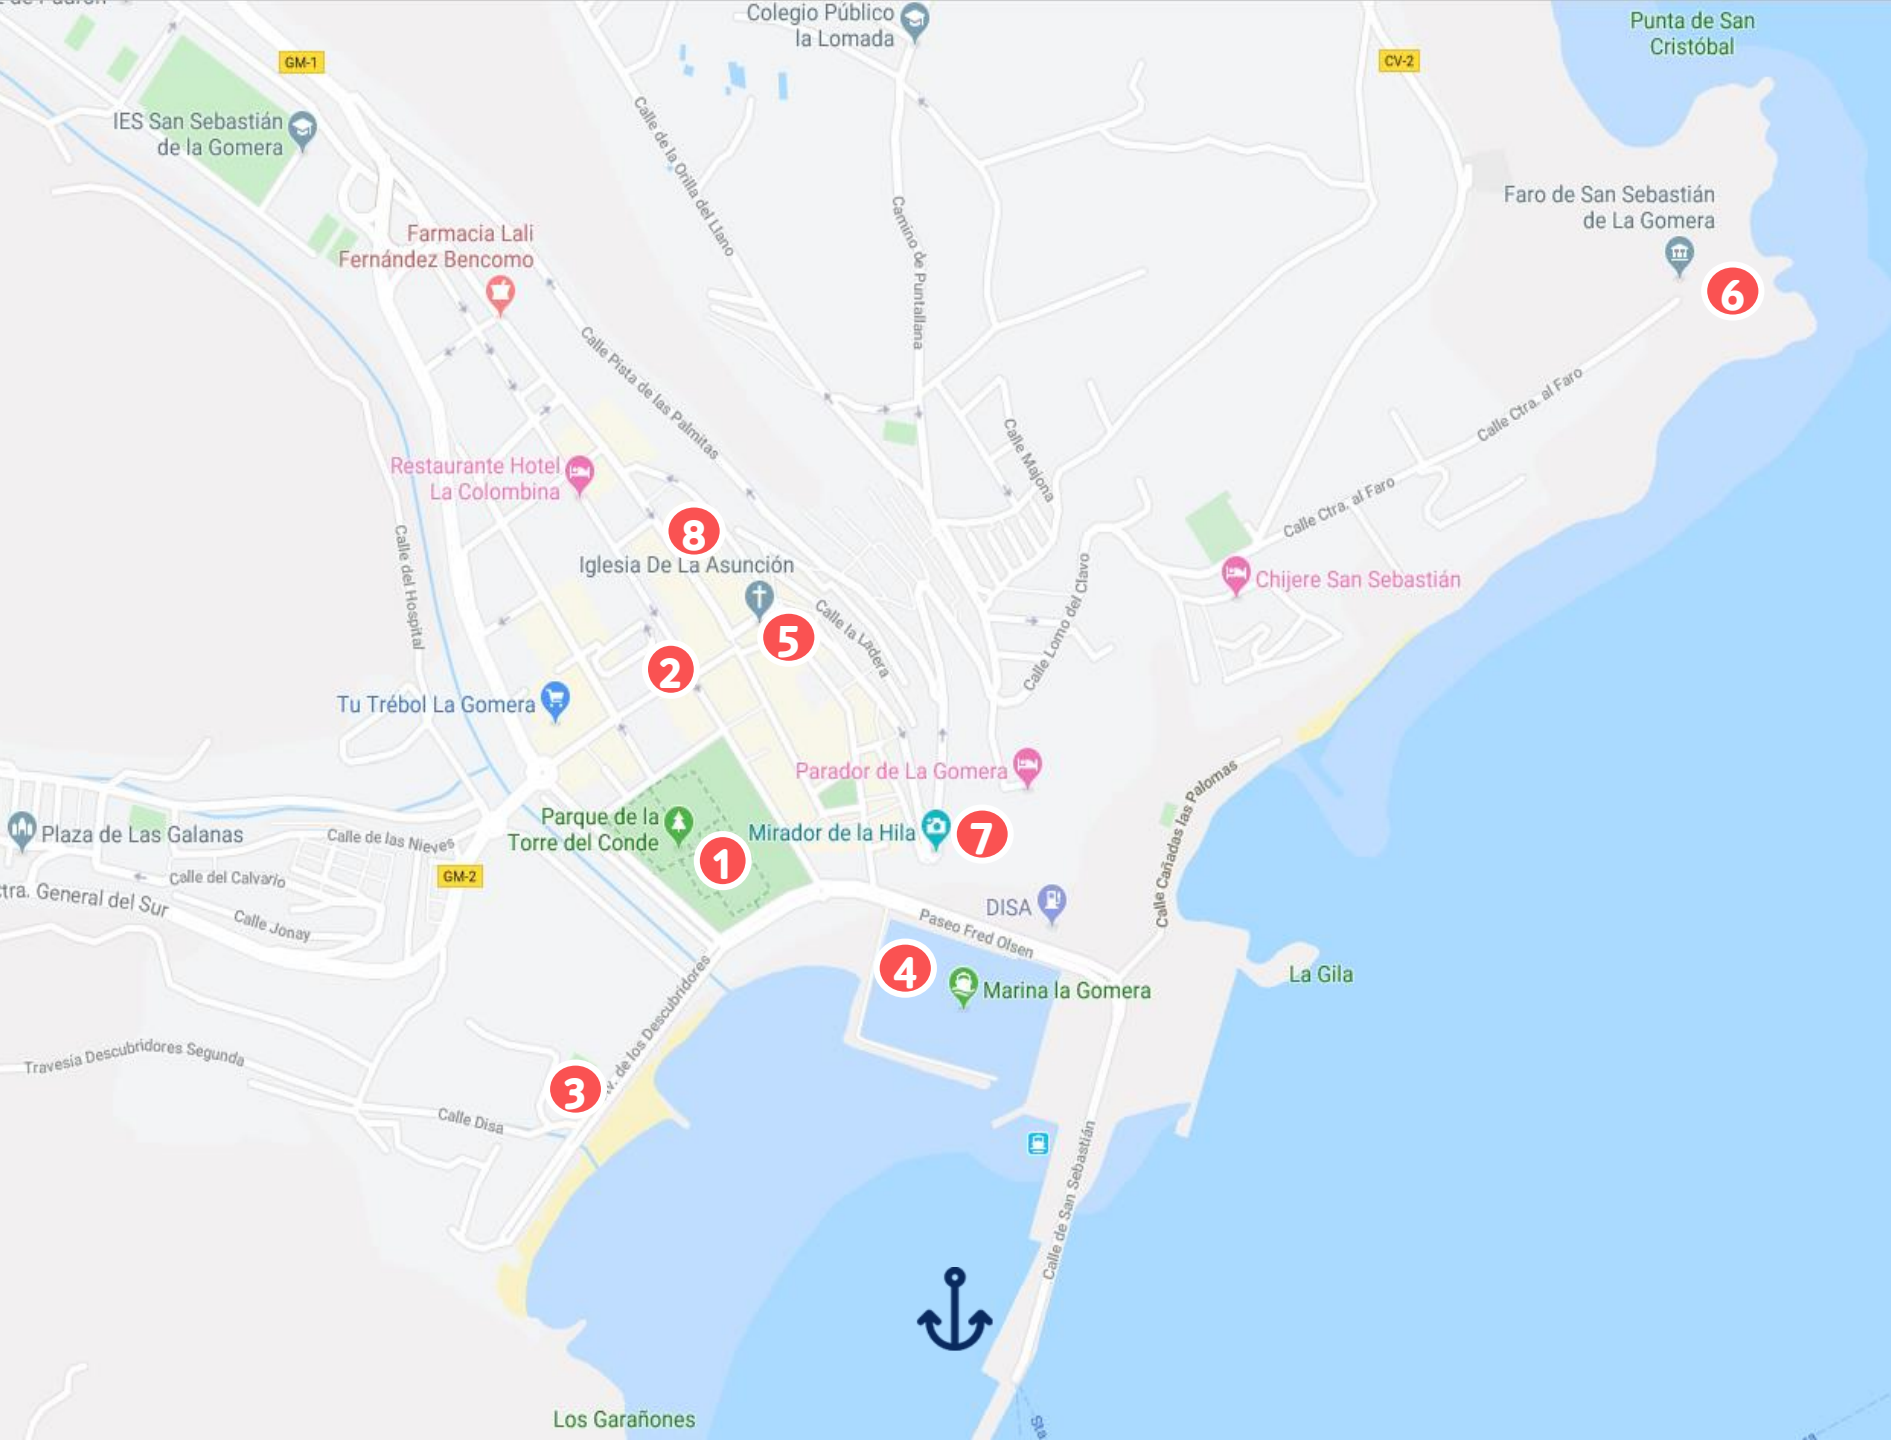 Colegio Público
la Lomada
Punta de San
Cristóbal
GM-1
CV-2
IES San Sebastián
de la Gomera
Calle de la Orilla del Llano
Faro de San Sebastián
de La Gomera
6
Farmacia Lali
Fernández Bencomo
Camino de Puntallana
Calle Pista de las Palmitas
Calle Ctra. al Faro
Calle Majona
Restaurante Hotel
La Colombina
Calle Ctra. al Faro
8
Iglesia De La Asunción
Calle del Hospital
Chijere San Sebastián
Calle la Ladera
Calle Lomo del Clavo
5
2
Tu Trébol La Gomera
Parador de La Gomera
Calle Cañadas las Palomas
Parque de la
Torre del Conde
Mirador de la Hila
7
1
Plaza de Las Galanas
Calle de las Nieves
GM-2
Calle del Calvario
tra. General del Sur
Calle Jonay
DISA
Paseo Fred Olsen
4
Marina la Gomera
La Gila
v. de los Descubridores
Travesía Descubridores Segunda
3
Calle Disa
Calle de San Sebastián
Los Garañones
Sta